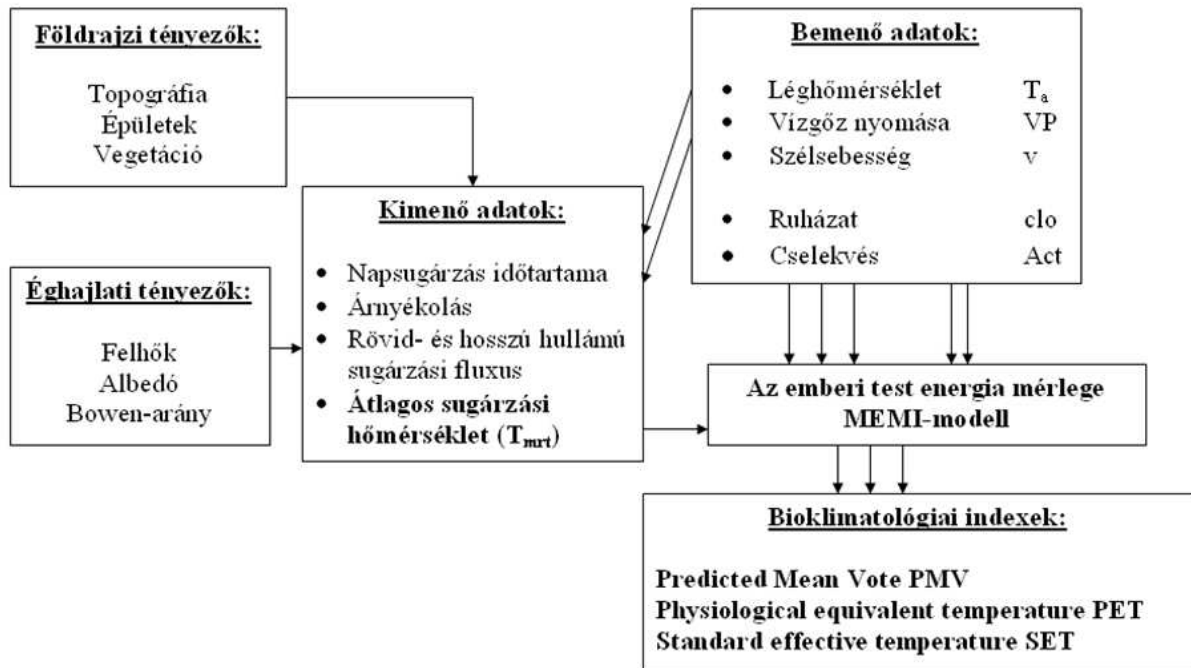 Földrajzi tényezők:
Topográfia
Épületek
Vegetáció
Bemenő adatok:
• Léghőmérséklet Tₐ
• Vízgőz nyomása VP
• Szélsebesség v
• Ruházat clo
• Cselekvés Act
Éghajlati tényezők:
Felhők
Albedó
Bowen-arány
Kimenő adatok:
• Napsugárzás időtartama
• Árnyékolás
• Rövid- és hosszú hullámú
sugárzási fluxus
• Átlagos sugárzási
hőmérséklet (Tmrt)
Az emberi test energia mérlege
MEMI-modell
Bioklimatológiai indexek:
Predicted Mean Vote PMV
Physiological equivalent temperature PET
Standard effective temperature SET